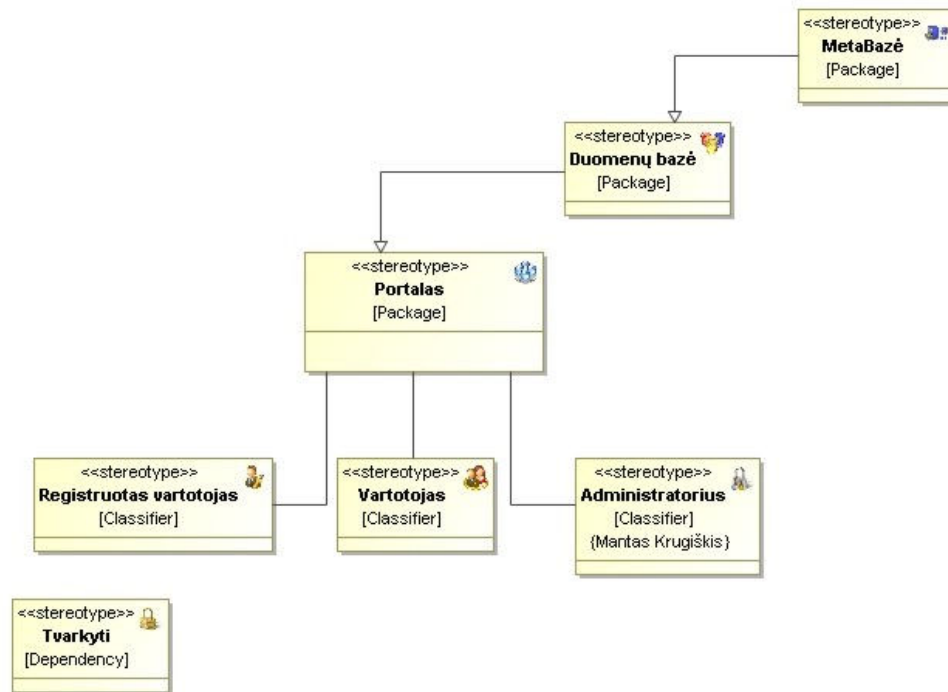 <<stereotype>>
MetaBazė
[Package]
<<stereotype>>
Duomenų bazė
[Package]
<<stereotype>>
Portalas
[Package]
<<stereotype>>
Registruotas vartotojas
[Classifier]
<<stereotype>>
Vartotojas
[Classifier]
<<stereotype>>
Administratorius
[Classifier]
{Mantas Krugiškis}
<<stereotype>>
Tvarkyti
[Dependency]